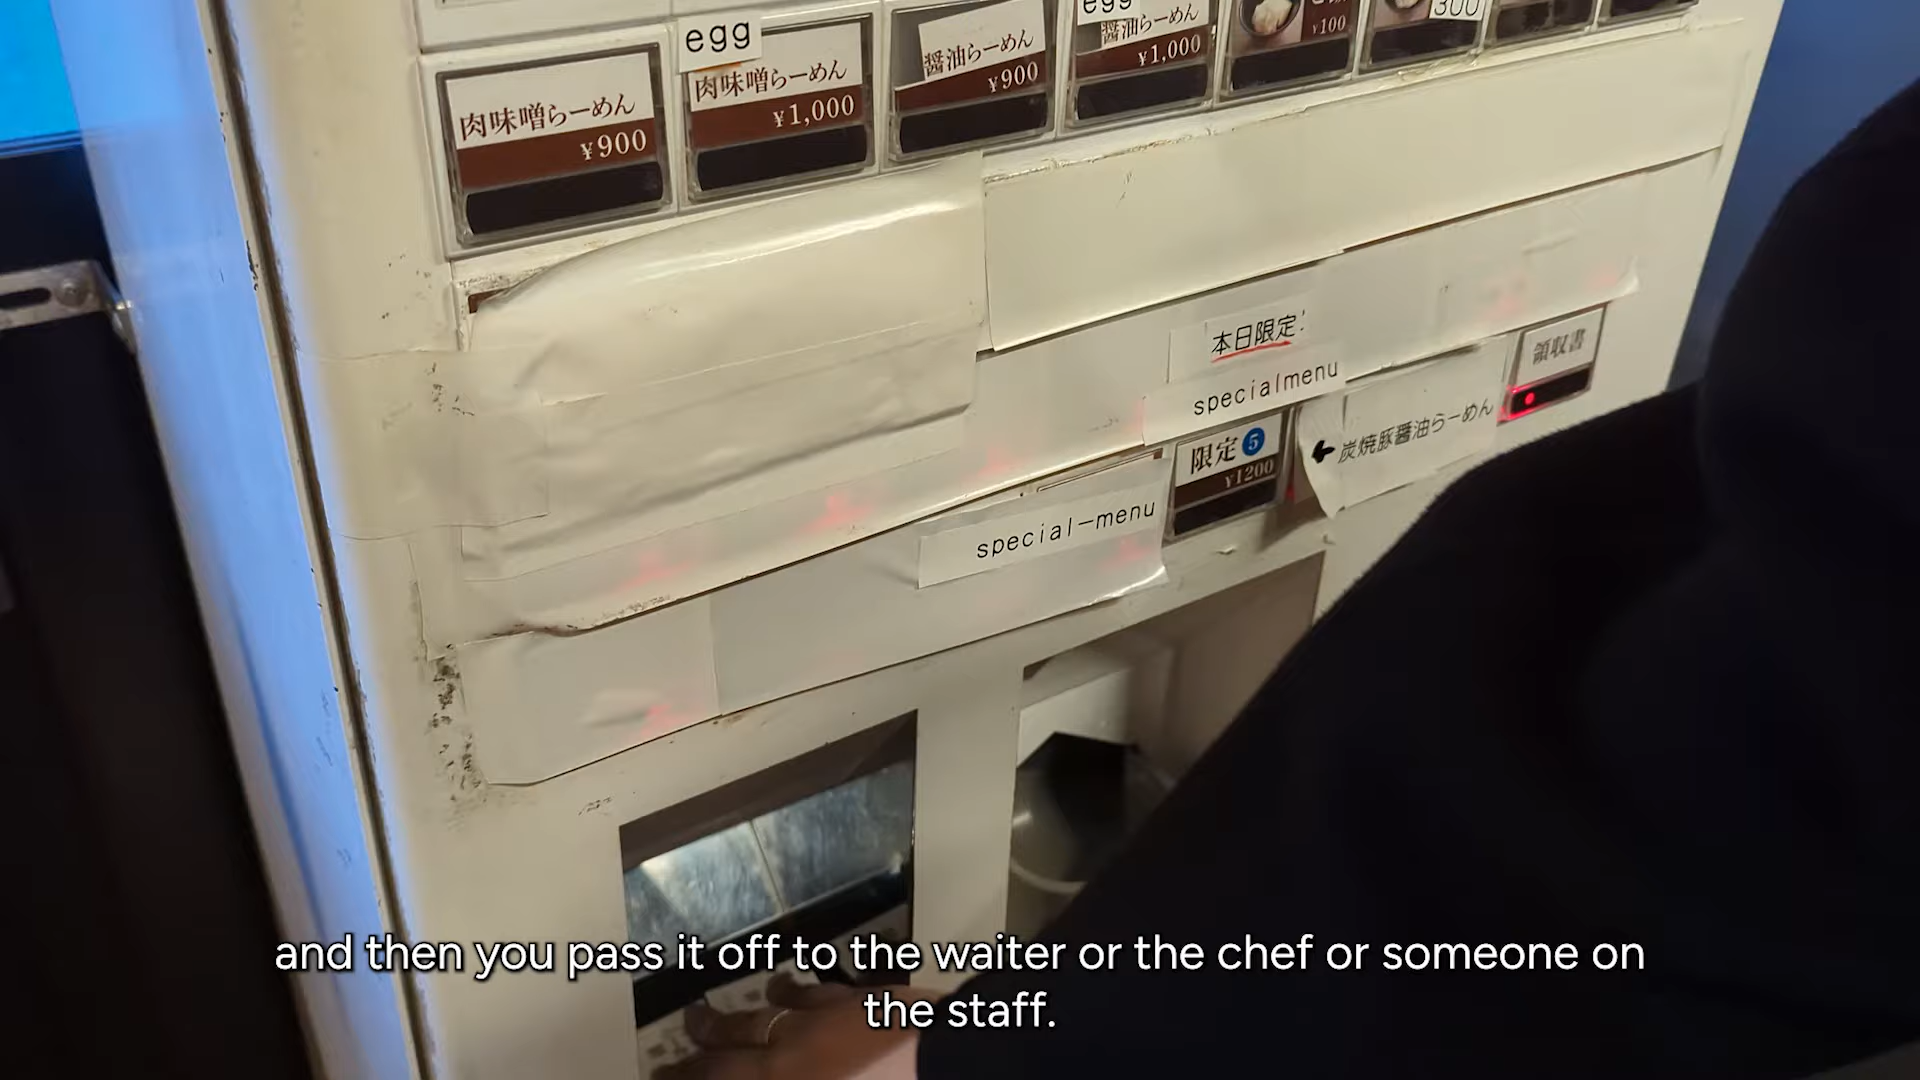 egg
肉味噌らーめん
¥900
肉味噌らーめん
¥1,000
醤油らーめん
¥900
egg
醤油らーめん
¥1,000
¥100
300
本日限定!
specialmenu
領収書
限定5
¥1200
炭焼豚醤油らーめん
special-menu
and then you pass it off to the waiter or the chef or someone on
the staff.